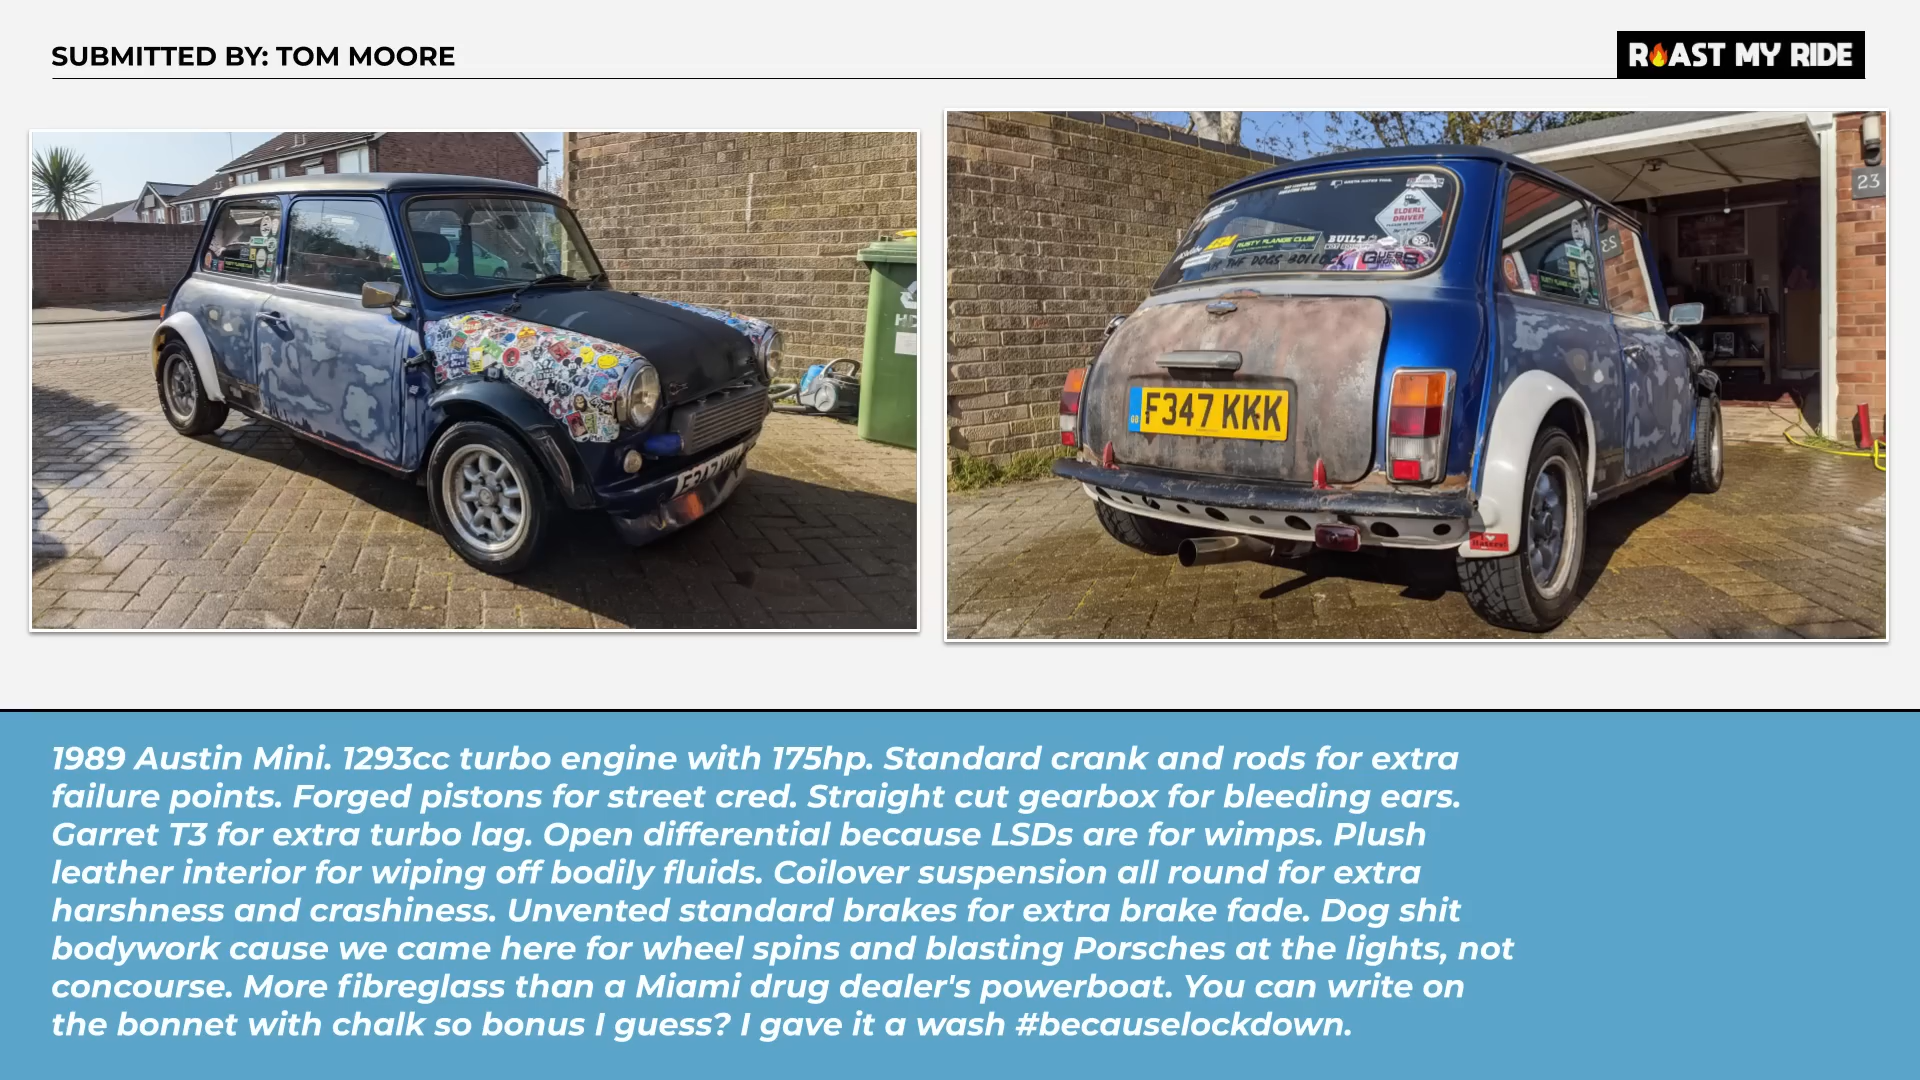 SUBMITTED BY: TOM MOORE
ROAST MY RIDE
F347 KKK
23
ELDERLY
DRIVER
RUSTY FLANGE CLUB
BUILT
1989 Austin Mini. 1293cc turbo engine with 175hp. Standard crank and rods for extra
failure points. Forged pistons for street cred. Straight cut gearbox for bleeding ears.
Garret T3 for extra turbo lag. Open differential because LSDs are for wimps. Plush
leather interior for wiping off bodily fluids. Coilover suspension all round for extra
harshness and crashiness. Unvented standard brakes for extra brake fade. Dog shit
bodywork cause we came here for wheel spins and blasting Porsches at the lights, not
concourse. More fibreglass than a Miami drug dealer's powerboat. You can write on
the bonnet with chalk so bonus I guess? I gave it a wash #becauselockdown.